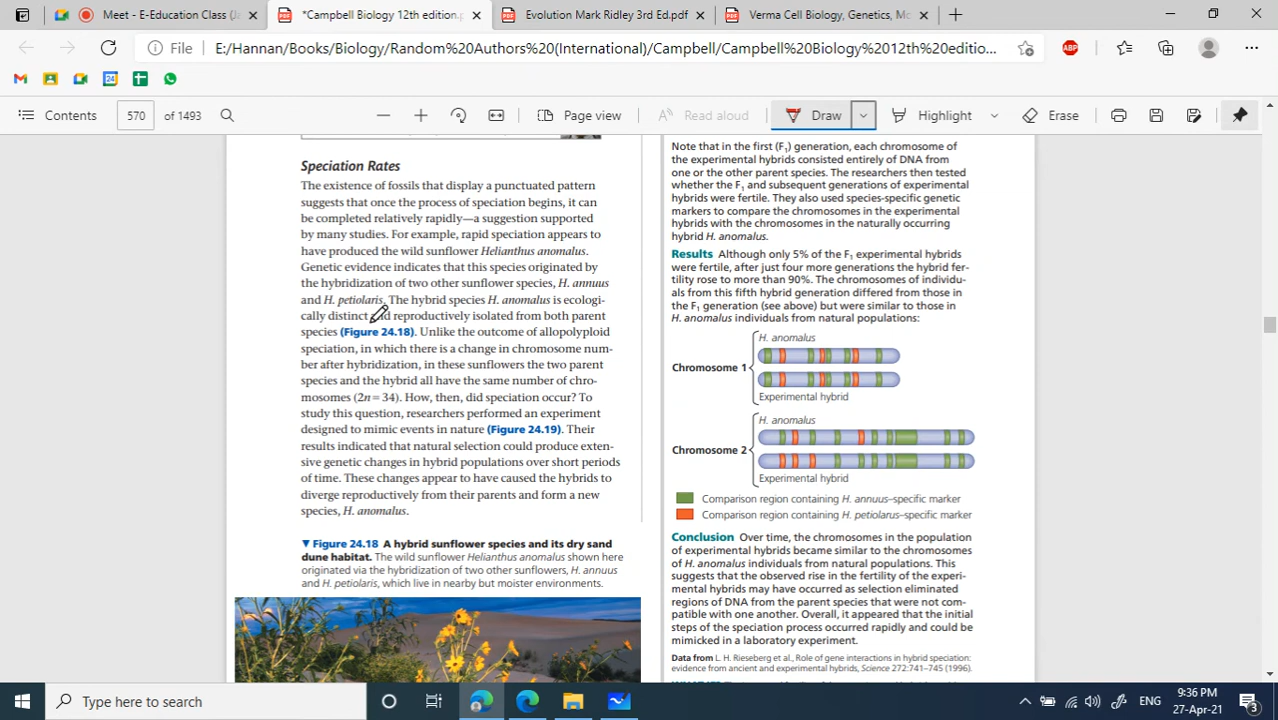 Meet - E-Education Class (Ja
*Campbell Biology 12th edition.p
Evolution Mark Ridley 3rd Ed.pdf
Verma Cell Biology, Genetics, Mo
File
E:/Hannan/Books/Biology/Random%20Authors%20(International)/Campbell/Campbell%20Biology%2012th%20editio...
ABP
24
Contents
570
of 1493
Page view
Read aloud
Draw
Highlight
Erase
Speciation Rates
The existence of fossils that display a punctuated pattern
suggests that once the process of speciation begins, it can
be completed relatively rapidly—a suggestion supported
by many studies. For example, rapid speciation appears to
have produced the wild sunflower Helianthus anomalus.
Genetic evidence indicates that this species originated by
the hybridization of two other sunflower species, H. annuus
and H. petiolaris. The hybrid species H. anomalus is ecologi-
cally distinct and reproductively isolated from both parent
species (Figure 24.18). Unlike the outcome of allopolyploid
speciation, in which there is a change in chromosome num-
ber after hybridization, in these sunflowers the two parent
species and the hybrid all have the same number of chro-
mosomes (2n = 34). How, then, did speciation occur? To
study this question, researchers performed an experiment
designed to mimic events in nature (Figure 24.19). Their
results indicated that natural selection could produce exten-
sive genetic changes in hybrid populations over short periods
of time. These changes appear to have caused the hybrids to
diverge reproductively from their parents and form a new
species, H. anomalus.
▼ Figure 24.18 A hybrid sunflower species and its dry sand
dune habitat. The wild sunflower Helianthus anomalus shown here
originated via the hybridization of two other sunflowers, H. annuus
and H. petiolaris, which live in nearby but moister environments.
Note that in the first (F1) generation, each chromosome of
the experimental hybrids consisted entirely of DNA from
one or the other parent species. The researchers then tested
whether the F1 and subsequent generations of experimental
hybrids were fertile. They also used species-specific genetic
markers to compare the chromosomes in the experimental
hybrids with the chromosomes in the naturally occurring
hybrid H. anomalus.
Results Although only 5% of the F1 experimental hybrids
were fertile, after just four more generations the hybrid fer-
tility rose to more than 90%. The chromosomes of individu-
als from this fifth hybrid generation differed from those in
the F1 generation (see above) but were similar to those in
H. anomalus individuals from natural populations:
H. anomalus
Chromosome 1
Experimental hybrid
H. anomalus
Chromosome 2
Experimental hybrid
Comparison region containing H. annuus–specific marker
Comparison region containing H. petiolarus–specific marker
Conclusion Over time, the chromosomes in the population
of experimental hybrids became similar to the chromosomes
of H. anomalus individuals from natural populations. This
suggests that the observed rise in the fertility of the experi-
mental hybrids may have occurred as selection eliminated
regions of DNA from the parent species that were not com-
patible with one another. Overall, it appeared that the initial
steps of the speciation process occurred rapidly and could be
mimicked in a laboratory experiment.
Data from L. H. Rieseberg et al., Role of gene interactions in hybrid speciation:
evidence from ancient and experimental hybrids, Science 272:741–745 (1996).
Type here to search
ENG
9:36 PM
27-Apr-21
3